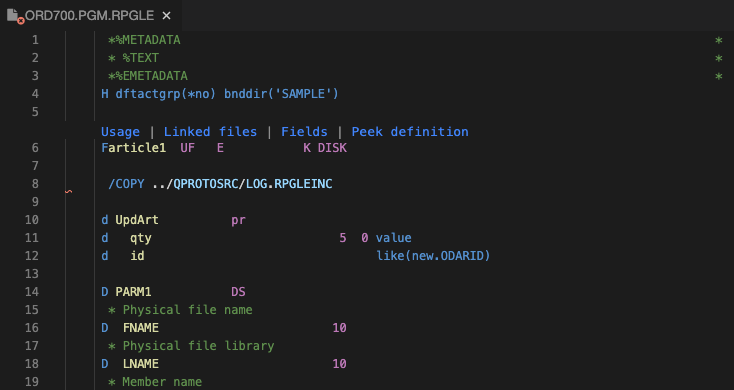 ORD700.PGM.RPGLE ×
1 *%METADATA *
2 * %TEXT *
3 *%EMETADATA *
4 H dftactgrp(*no) bnddir('SAMPLE')
5
Usage | Linked files | Fields | Peek definition
6 Farticle1 UF E K DISK
7
8 /COPY ../QPROTOSRC/LOG.RPGLEINC
9
10 d UpdArt pr
11 d qty 5 0 value
12 d id like(new.ODARID)
13
14 D PARM1 DS
15 * Physical file name
16 D FNAME 10
17 * Physical file library
18 D LNAME 10
19 * Member name